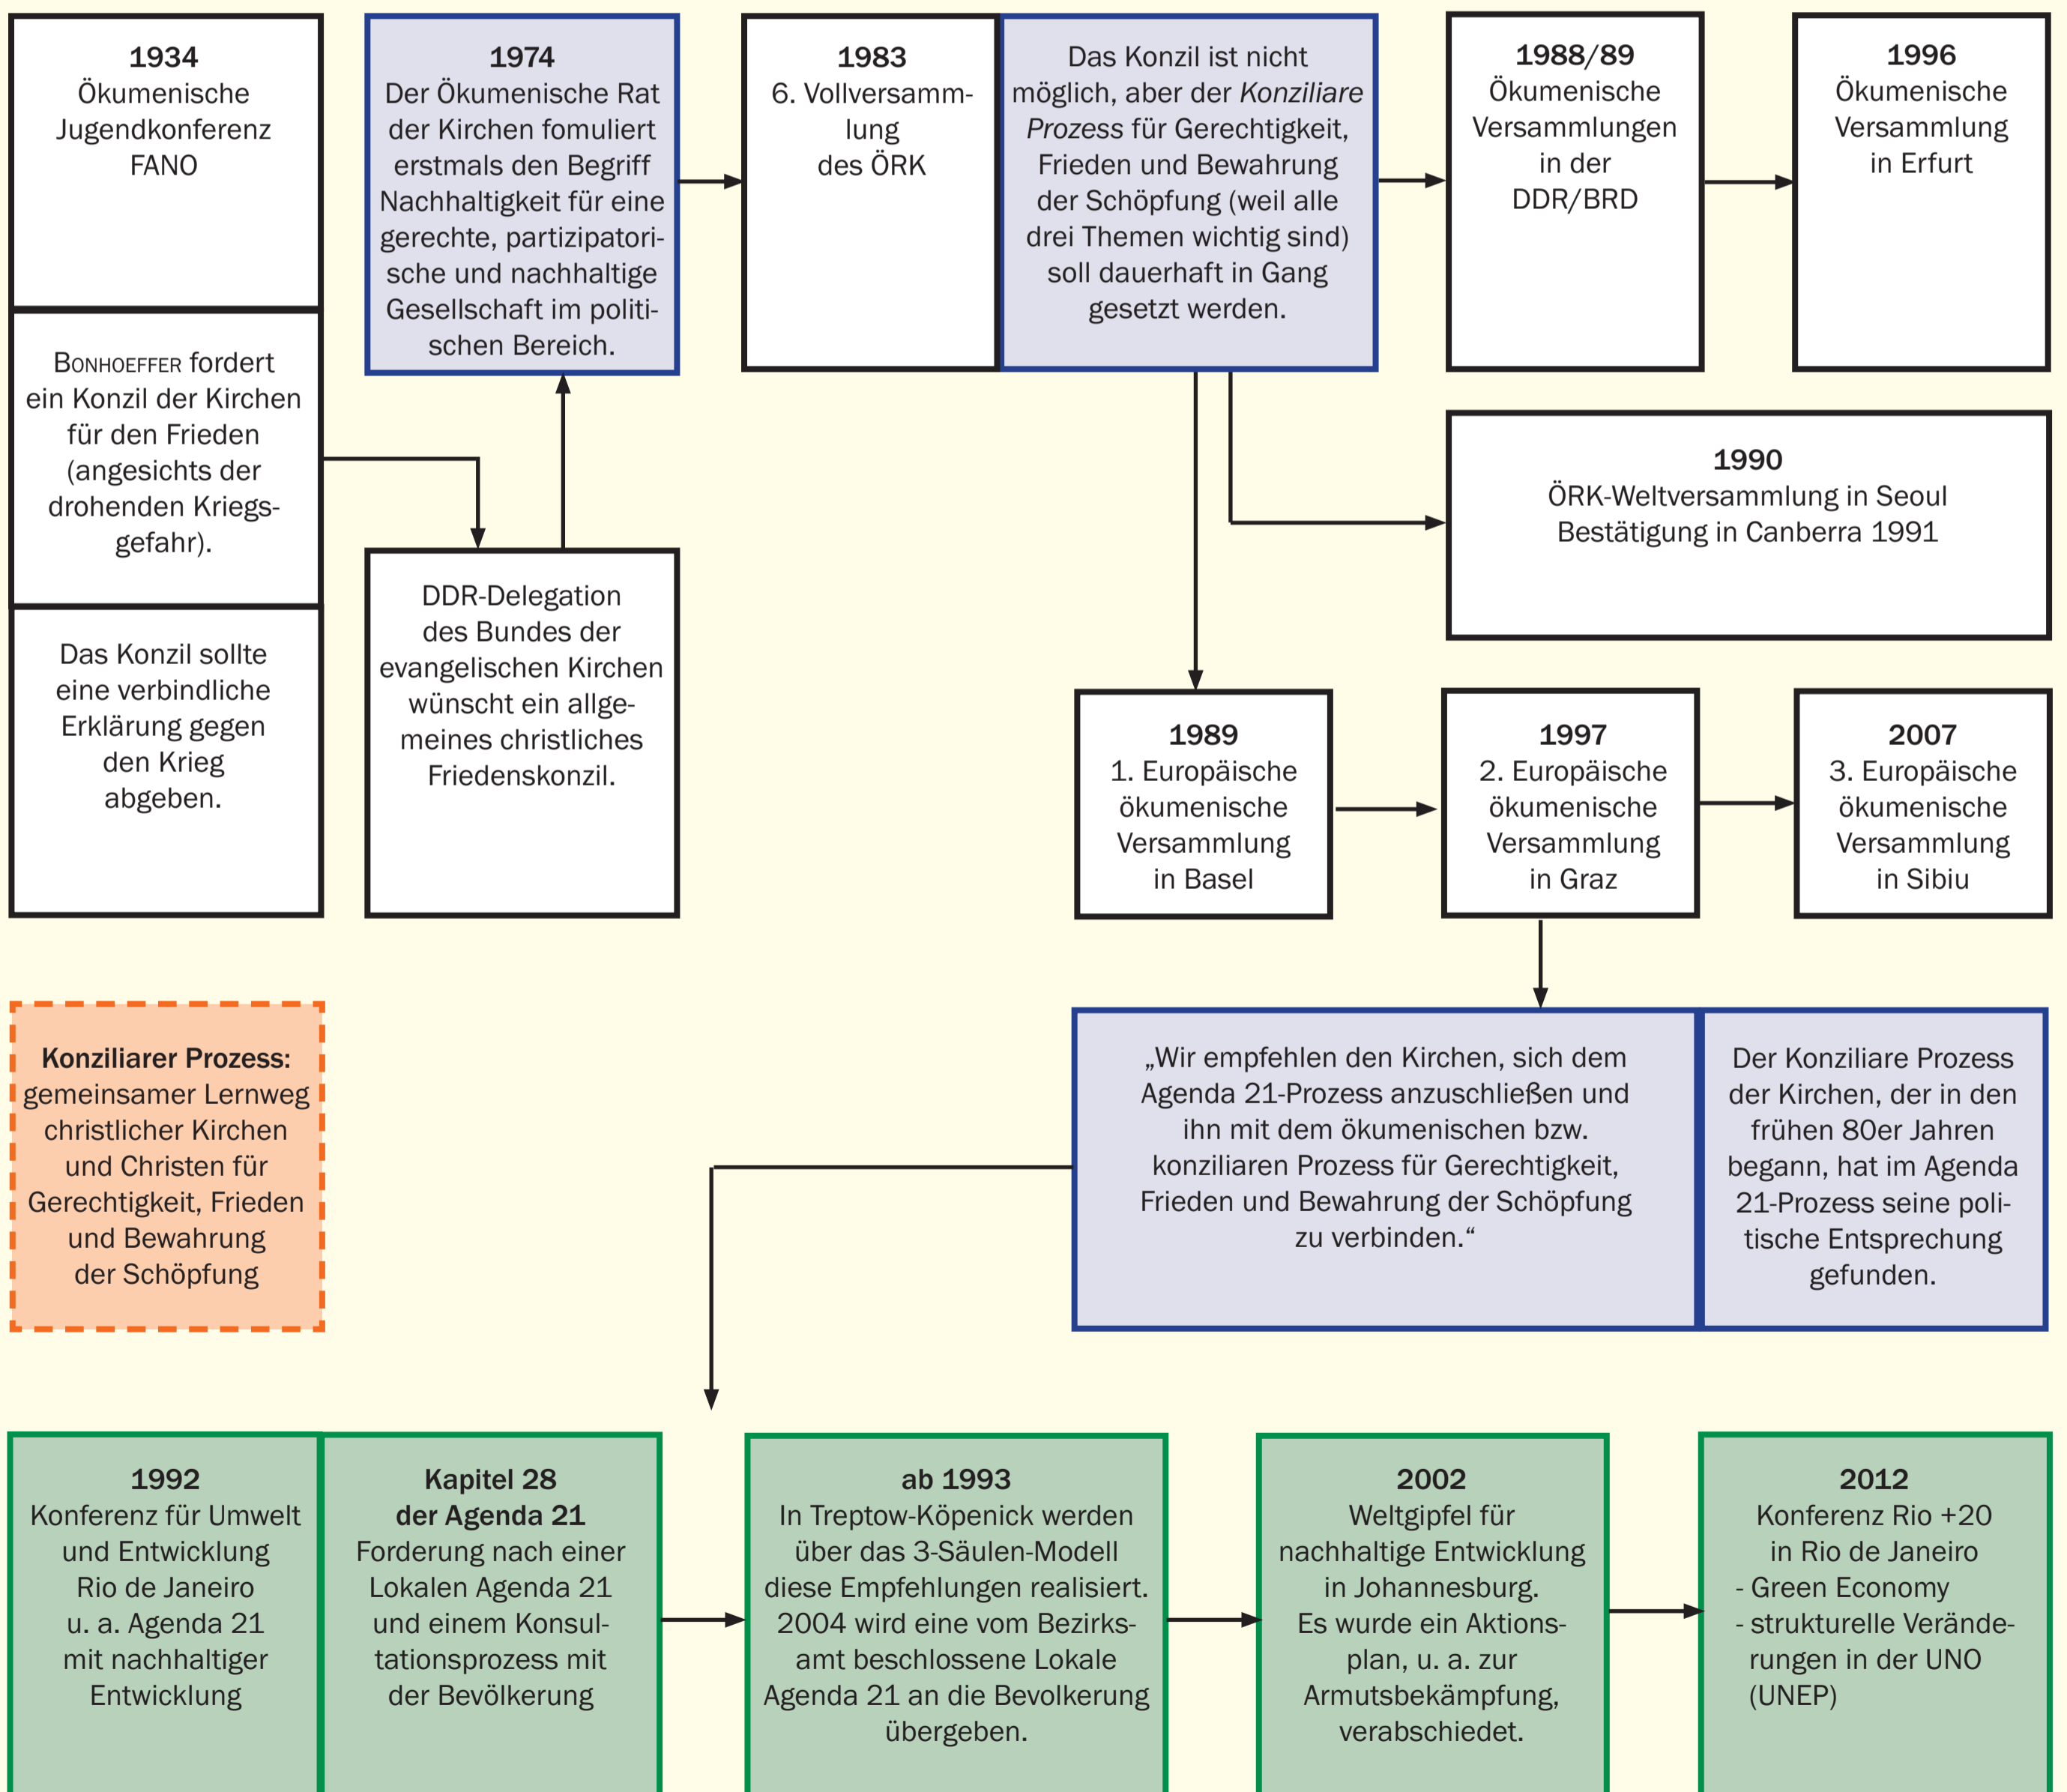 1934
Ökumenische
Jugendkonferenz
FANO
BONHOEFFER fordert
ein Konzil der Kirchen
für den Frieden
(angesichts der
drohenden Kriegs-
gefahr).
Das Konzil sollte
eine verbindliche
Erklärung gegen
den Krieg
abgeben.
1974
Der Ökumenische Rat
der Kirchen fomuliert
erstmals den Begriff
Nachhaltigkeit für eine
gerechte, partizipatori-
sche und nachhaltige
Gesellschaft im politi-
schen Bereich.
DDR-Delegation
des Bundes der
evangelischen Kirchen
wünscht ein allge-
meines christliches
Friedenskonzil.
1983
6. Vollversamm-
lung
des ÖRK
Das Konzil ist nicht
möglich, aber der Konziliare
Prozess für Gerechtigkeit,
Frieden und Bewahrung
der Schöpfung (weil alle
drei Themen wichtig sind)
soll dauerhaft in Gang
gesetzt werden.
1988/89
Ökumenische
Versammlungen
in der
DDR/BRD
1996
Ökumenische
Versammlung
in Erfurt
1990
ÖRK-Weltversammlung in Seoul
Bestätigung in Canberra 1991
1989
1. Europäische
ökumenische
Versammlung
in Basel
1997
2. Europäische
ökumenische
Versammlung
in Graz
2007
3. Europäische
ökumenische
Versammlung
in Sibiu
Konziliarer Prozess:
gemeinsamer Lernweg
christlicher Kirchen
und Christen für
Gerechtigkeit, Frieden
und Bewahrung
der Schöpfung
„Wir empfehlen den Kirchen, sich dem
Agenda 21-Prozess anzuschließen und
ihn mit dem ökumenischen bzw.
konziliaren Prozess für Gerechtigkeit,
Frieden und Bewahrung der Schöpfung
zu verbinden.“
Der Konziliare Prozess
der Kirchen, der in den
frühen 80er Jahren
begann, hat im Agenda
21-Prozess seine poli-
tische Entsprechung
gefunden.
1992
Konferenz für Umwelt
und Entwicklung
Rio de Janeiro
u. a. Agenda 21
mit nachhaltiger
Entwicklung
Kapitel 28
der Agenda 21
Forderung nach einer
Lokalen Agenda 21
und einem Konsul-
tationsprozess mit
der Bevölkerung
ab 1993
In Treptow-Köpenick werden
über das 3-Säulen-Modell
diese Empfehlungen realisiert.
2004 wird eine vom Bezirks-
amt beschlossene Lokale
Agenda 21 an die Bevolkerung
übergeben.
2002
Weltgipfel für
nachhaltige Entwicklung
in Johannesburg.
Es wurde ein Aktions-
plan, u. a. zur
Armutsbekämpfung,
verabschiedet.
2012
Konferenz Rio +20
in Rio de Janeiro
- Green Economy
- strukturelle Verände-
rungen in der UNO
(UNEP)